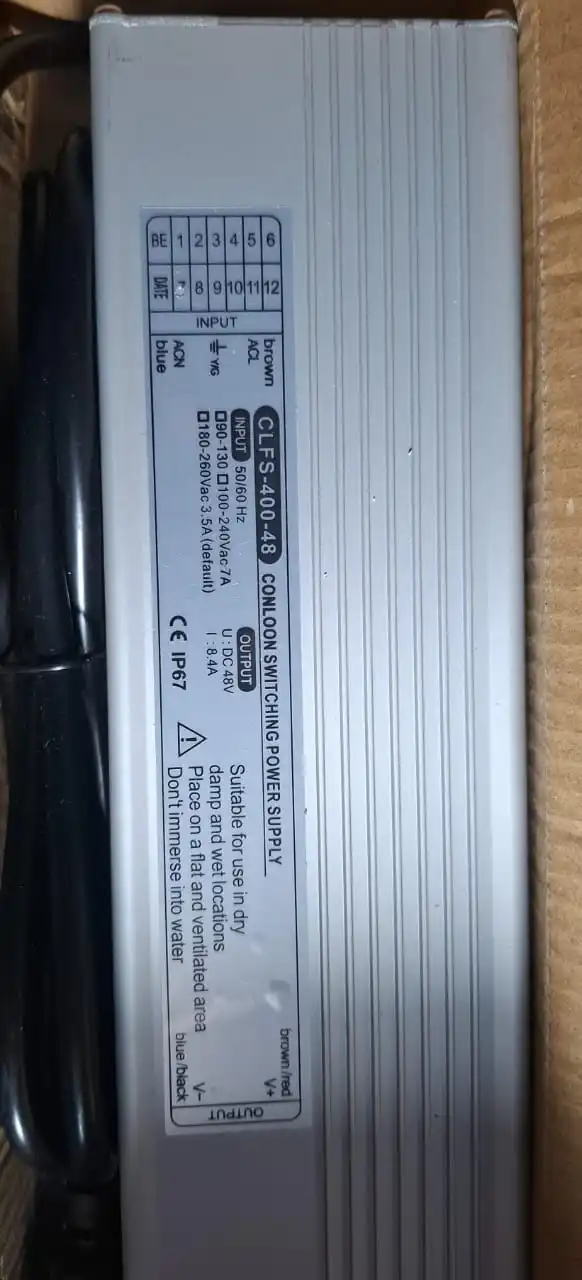 BE 1 2 3 4 5 6
DATE 8 9 10 11 12
INPUT
brown
ACL
Y/G
ACN
blue
CLFS-400-48 CONLOON SWITCHING POWER SUPPLY
INPUT 50/60 Hz
90-130 100-240Vac7A
180-260Vac 3.5A (default)
OUTPUT
U : DC 48V
I : 8.4A
CE IP67
Suitable for use in dry
damp and wet locations
Place on a flat and ventilated area
Don't immerse into water
brown/red
V+
V-
blue/black
OUTPUT